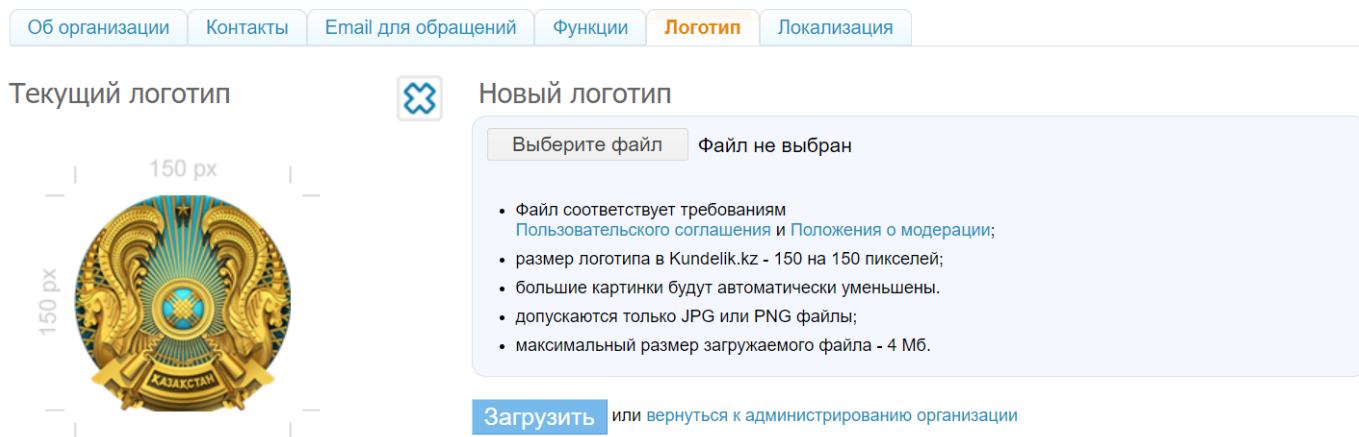 Об организации Контакты Email для обращений Функции Логотип Локализация
Текущий логотип
Новый логотип
150 px
150 px
ҚАЗАҚСТАН
Выберите файл Файл не выбран
Файл соответствует требованиям
Пользовательского соглашения и Положения о модерации;
размер логотипа в Kundelik.kz - 150 на 150 пикселей;
большие картинки будут автоматически уменьшены.
допускаются только JPG или PNG файлы;
максимальный размер загружаемого файла - 4 Мб.
Загрузить или вернуться к администрированию организации